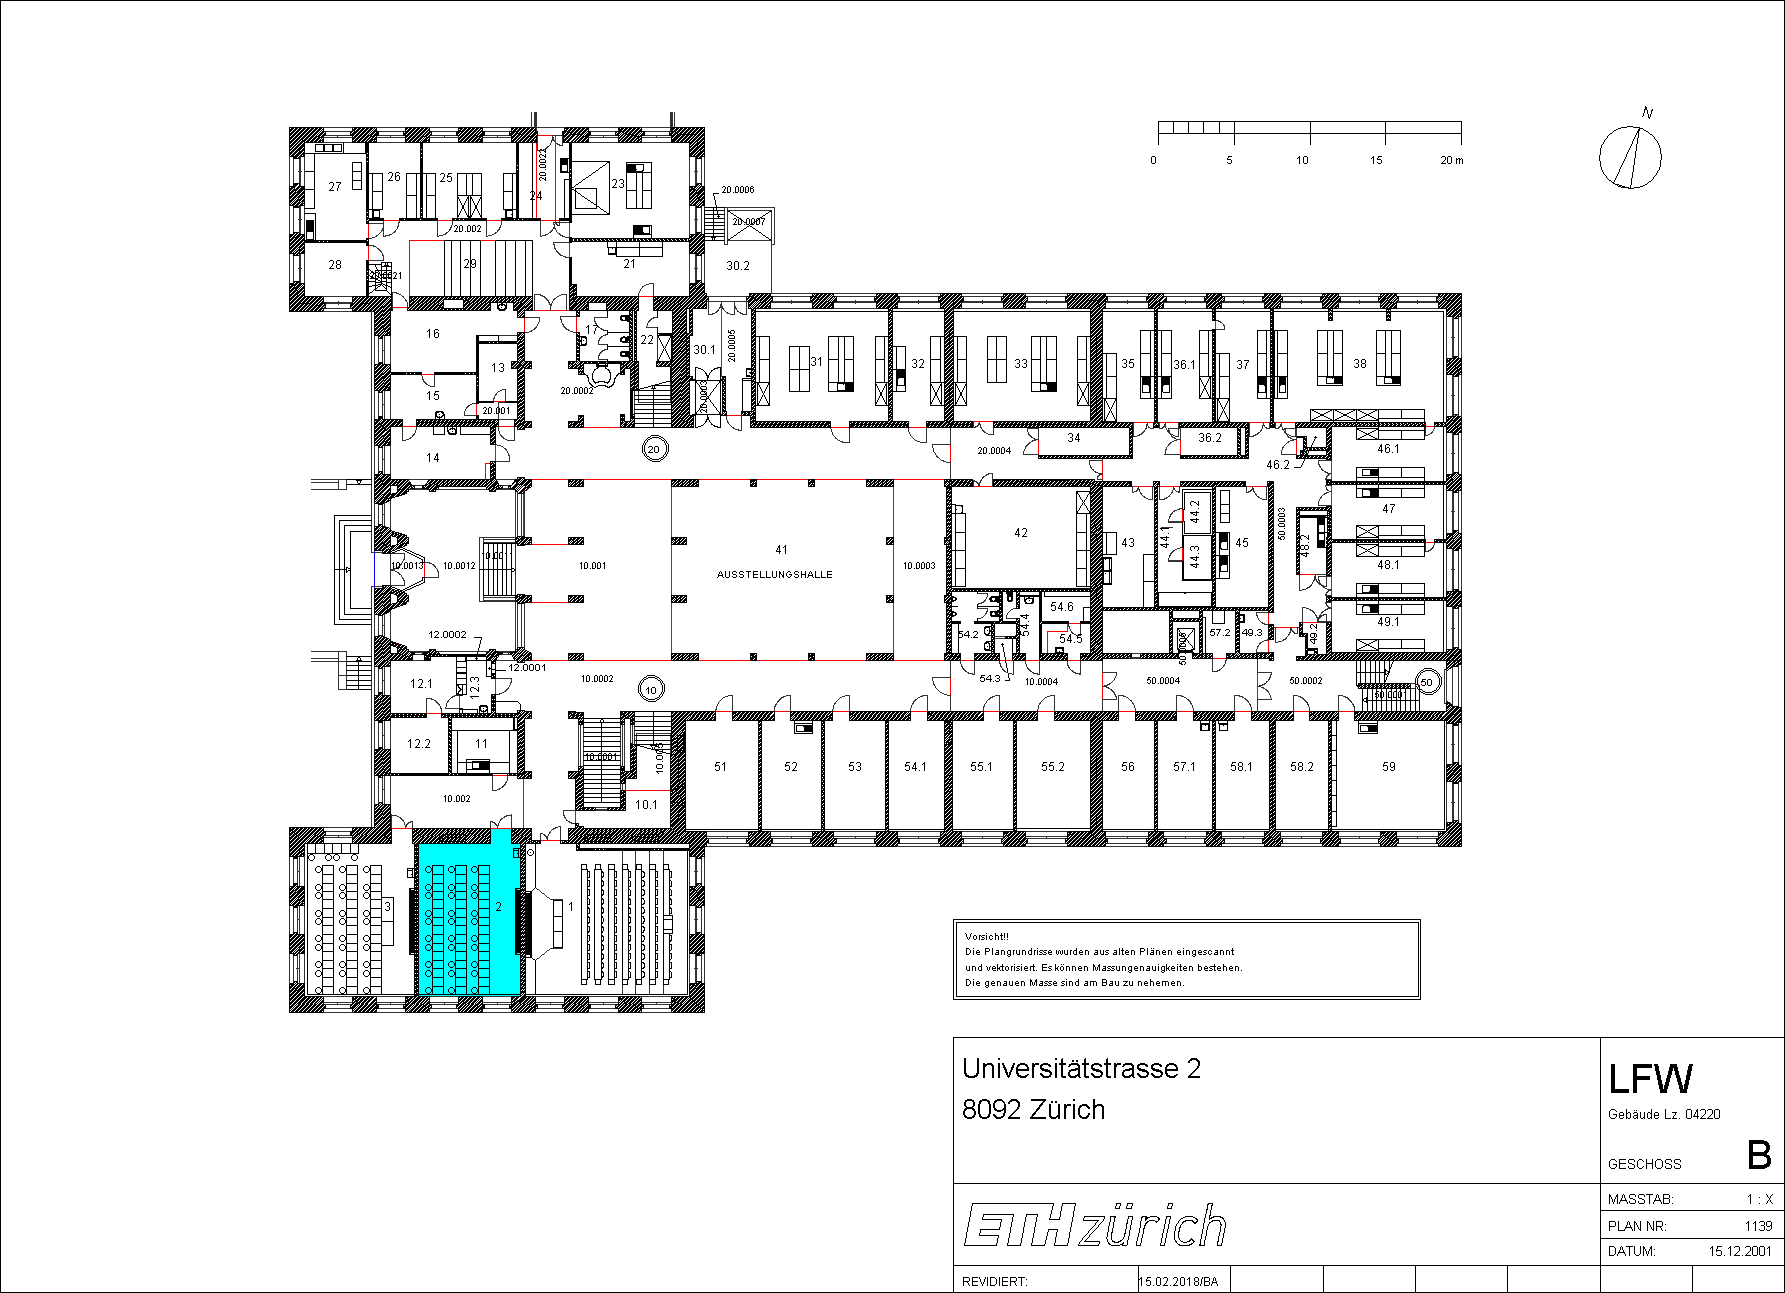 N
0 5 10 15 20 m
27 26 25 24 20.0022 23
20.0006
20.002 20.0007
28 20.0021 29 21 30.2
16 17 22 30.1 20.0005 31 32 33 35 36.1 37 38
13
15 20.001 20.0002 20.0003
14 20 20.0004 34 36.2 46.2 46.1
44.2 47
42 50.0003
10.0013 10.0012 10.001 41 10.0003 43 44.1 44.3 45 48.2 48.1
AUSSTELLUNGSHALLE
54.6
12.0002 54.2 54.4 54.5 57.2 49.3 49.2 49.1
12.0001
12.1 12.3 10.0002 10 54.3 10.0004 50.0004 50.0002 50
50.001
12.2 11 10.0001 10.005 51 52 53 54.1 55.1 55.2 56 57.1 58.1 58.2 59
10.002 10.1
3 2 1
Vorsicht!!
Die Plangrundrisse wurden aus alten Plänen eingescannt
und vektorisiert. Es können Massungenauigkeiten bestehen.
Die genauen Masse sind am Bau zu nehemen.
Universitätstrasse 2
8092 Zürich
LFW
Gebäude Lz. 04220
GESCHOSS B
ETH zürich
MASSTAB: 1 : X
PLAN NR: 1139
DATUM: 15.12.2001
REVIDIERT: 15.02.2018/BA